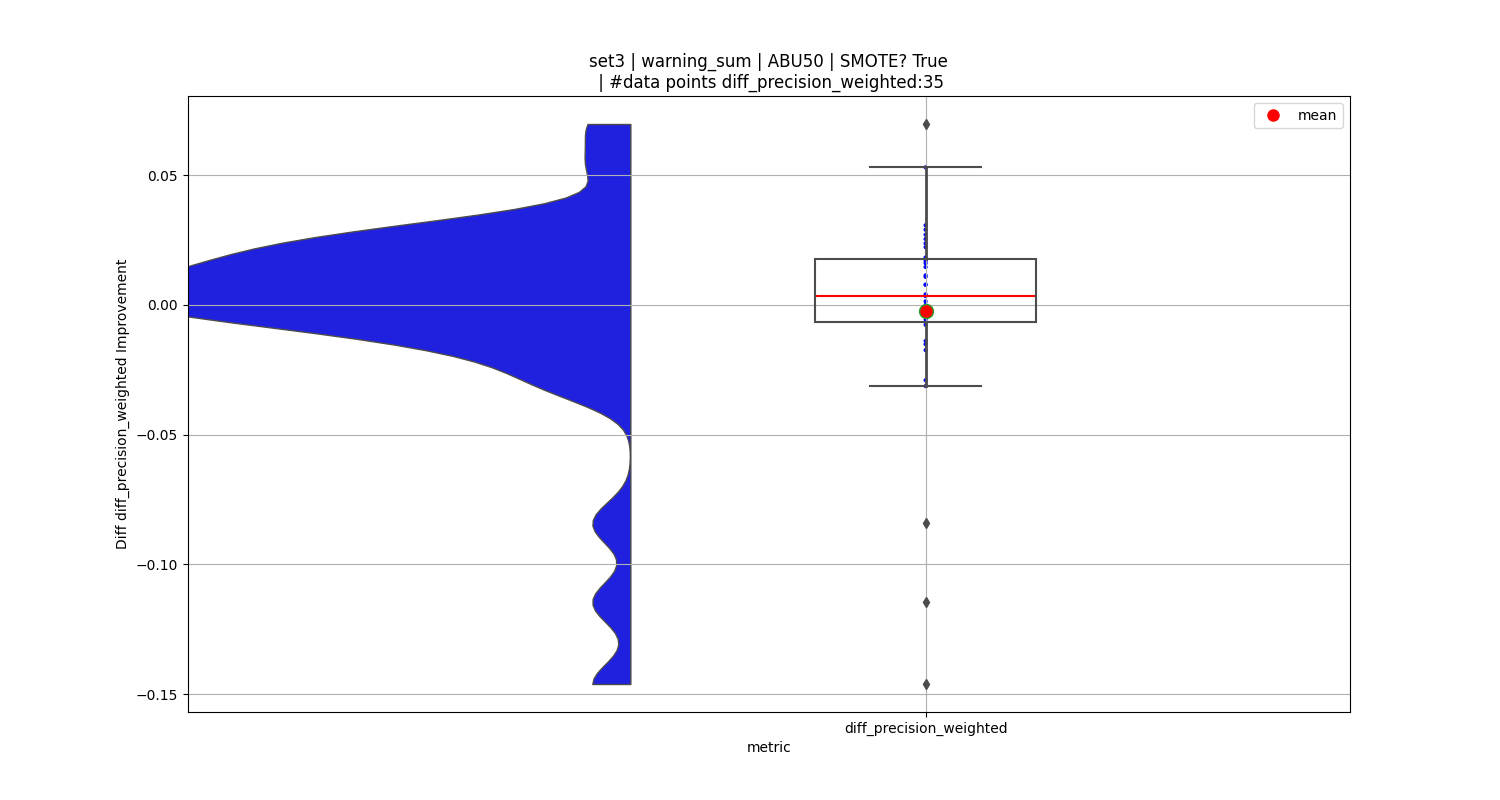 set3 | warning_sum | ABU50 | SMOTE? True
| #data points diff_precision_weighted:35
mean
0.05
0.00
−0.05
−0.10
−0.15
Diff diff_precision_weighted Improvement
diff_precision_weighted
metric